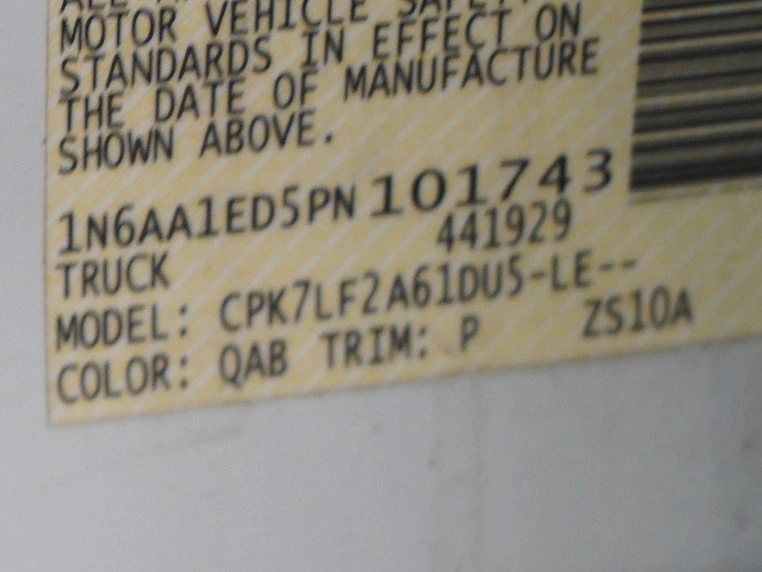 MOTOR VEHICLE SAFETY
STANDARDS IN EFFECT ON
THE DATE OF MANUFACTURE
SHOWN ABOVE.
1N6AA1ED5PN101743
441929
TRUCK
MODEL: CPK7LF2A61DU5-LE--
COLOR: QAB TRIM: P ZS10A